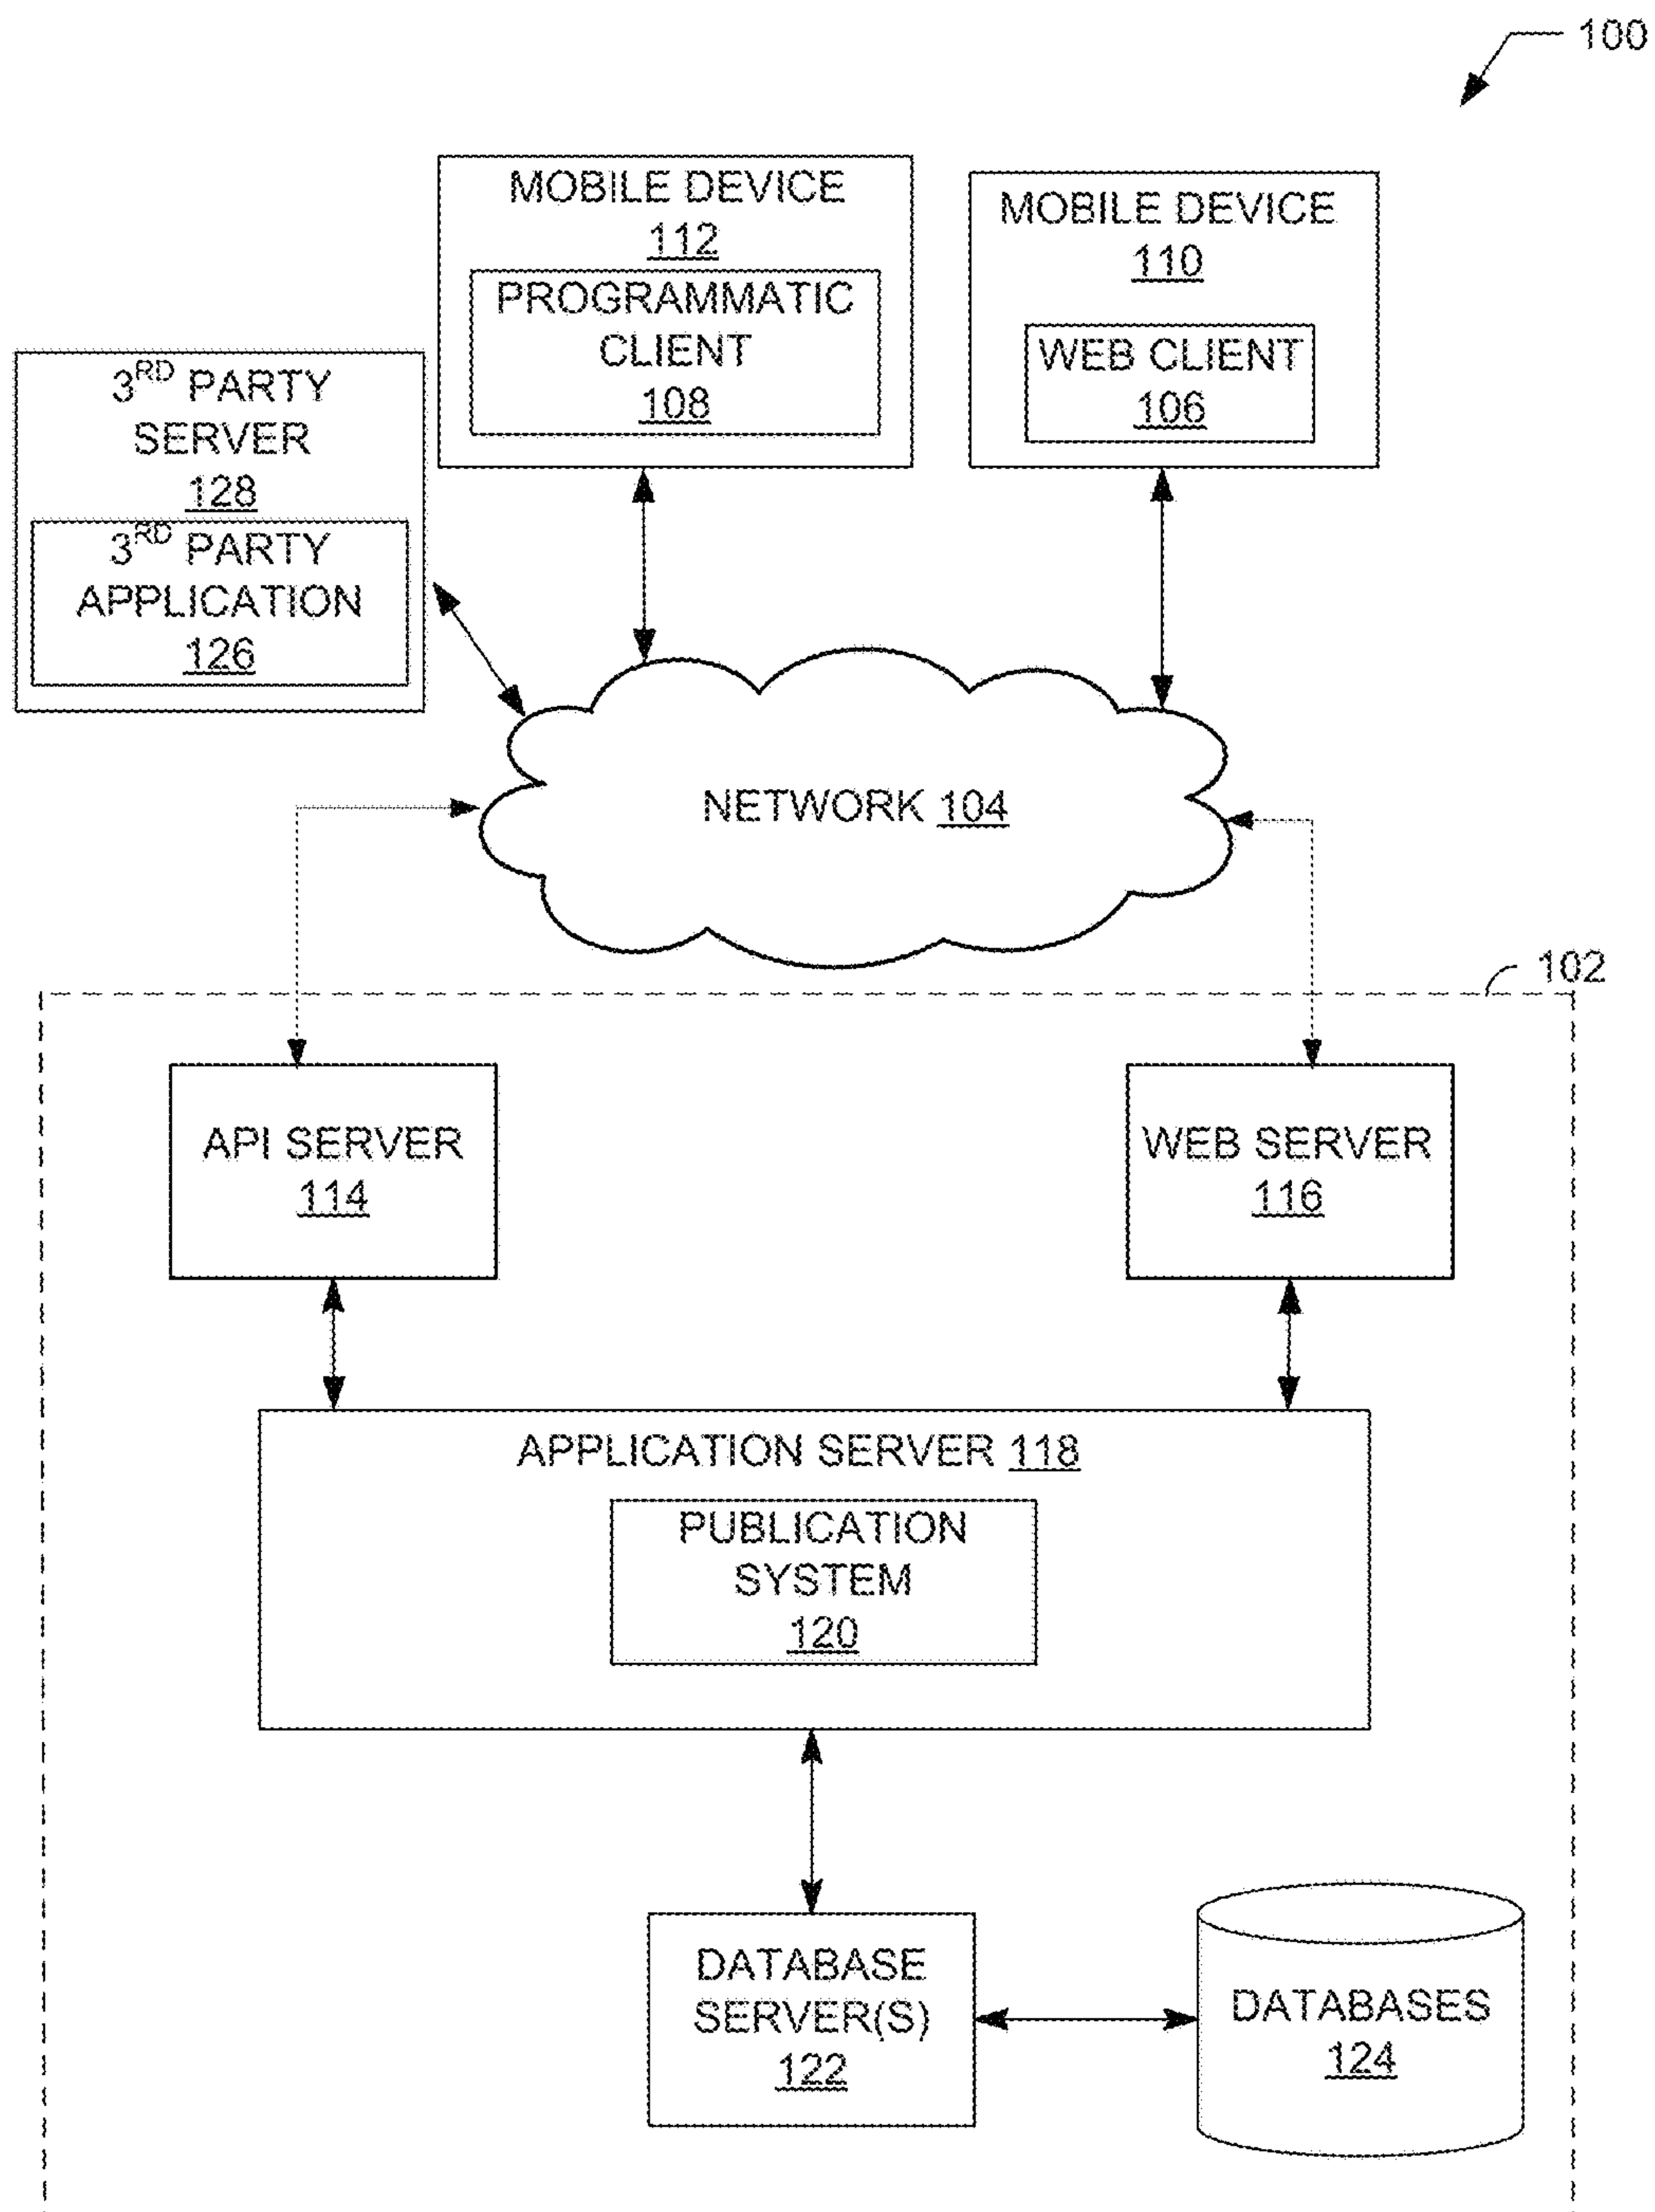 100
MOBILE DEVICE
112
PROGRAMMATIC
CLIENT
108
MOBILE DEVICE
110
WEB CLIENT
106
3RD PARTY
SERVER
128
3RD PARTY
APPLICATION
126
NETWORK 104
102
API SERVER
114
WEB SERVER
116
APPLICATION SERVER 118
PUBLICATION
SYSTEM
120
DATABASE
SERVER(S)
122
DATABASES
124